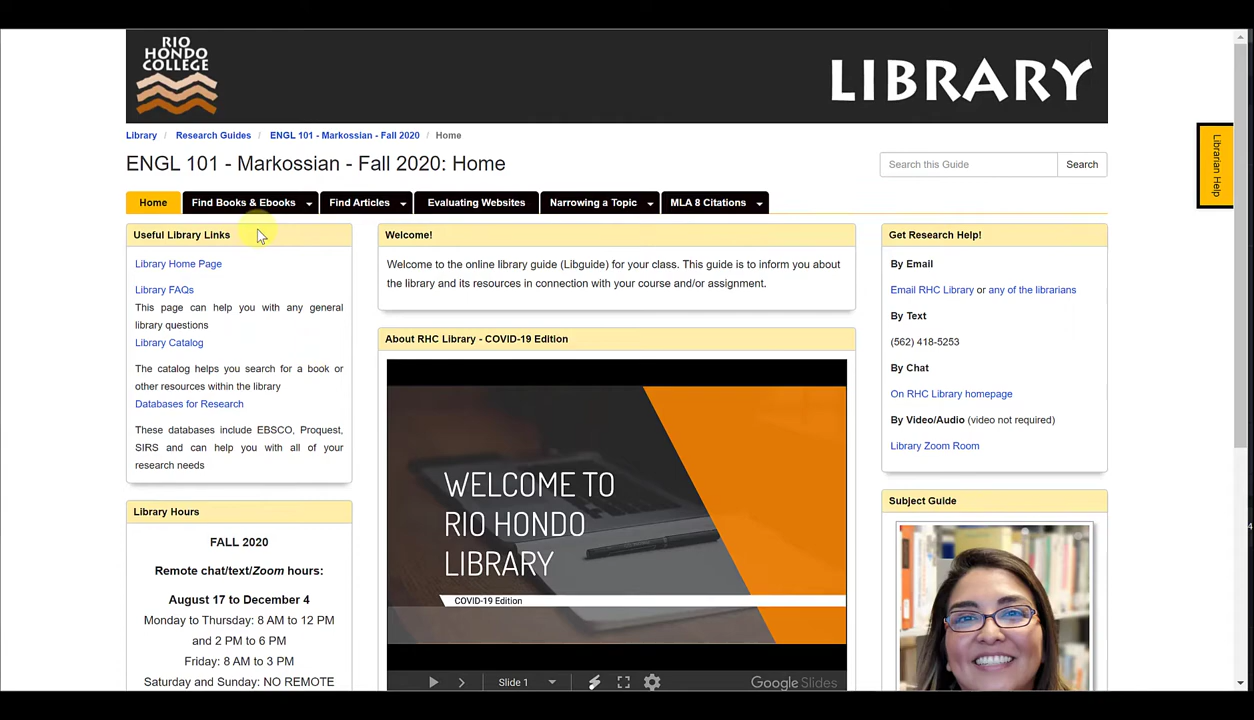 RIO
HONDO
COLLEGE
LIBRARY
Library / Research Guides / ENGL 101 - Markossian - Fall 2020 / Home
ENGL 101 - Markossian - Fall 2020: Home
Search this Guide
Search
Librarian Help
Home
Find Books & Ebooks
Find Articles
Evaluating Websites
Narrowing a Topic
MLA 8 Citations
Useful Library Links
Library Home Page
Library FAQs
This page can help you with any general
library questions
Library Catalog
The catalog helps you search for a book or
other resources within the library
Databases for Research
These databases include EBSCO, Proquest,
SIRS and can help you with all of your
research needs
Library Hours
FALL 2020
Remote chat/text/Zoom hours:
August 17 to December 4
Monday to Thursday: 8 AM to 12 PM
and 2 PM to 6 PM
Friday: 8 AM to 3 PM
Saturday and Sunday: NO REMOTE
Welcome!
Welcome to the online library guide (Libguide) for your class. This guide is to inform you about
the library and its resources in connection with your course and/or assignment.
About RHC Library - COVID-19 Edition
WELCOME TO
RIO HONDO
LIBRARY
COVID-19 Edition
Slide 1
Google Slides
Get Research Help!
By Email
Email RHC Library or any of the librarians
By Text
(562) 418-5253
By Chat
On RHC Library homepage
By Video/Audio (video not required)
Library Zoom Room
Subject Guide
4